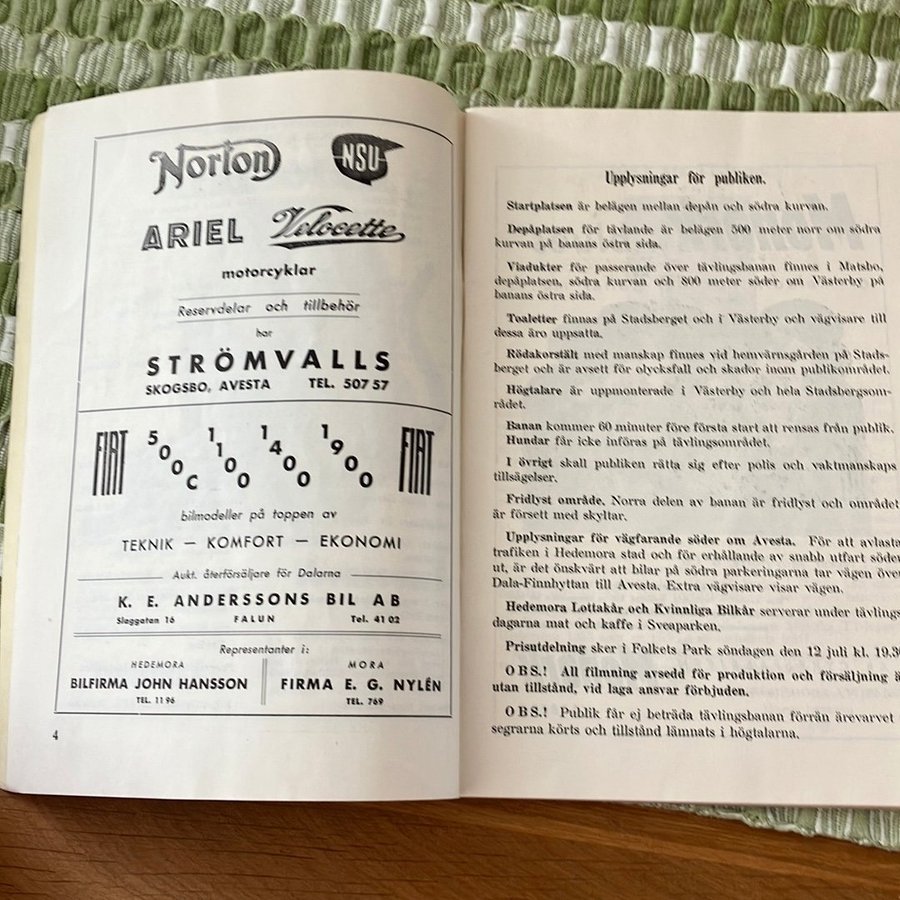 Norton
NSU
ARIEL
Velocette
motorcyklar
Reservdelar och tillbehör
har
STRÖMVALLS
SKOGSBO, AVESTA TEL. 507 57
FIAT 500C 1100 1400 1900 FIAT
bilmodeller på toppen av
TEKNIK — KOMFORT — EKONOMI
Aukt. återförsäljare för Dalarna
K. E. ANDERSSONS BIL AB
Slaggatan 16 FALUN Tel. 41 02
Representanter i:
HEDEMORA
BILFIRMA JOHN HANSSON
TEL. 11 96
MORA
FIRMA E. G. NYLÉN
TEL. 769
4
Upplysningar för publiken.
Startplatsen är belägen mellan depån och södra kurvan.
Depåplatsen för tävlande är belägen 500 meter norr om södra
kurvan på banans östra sida.
Viadukter för passerande över tävlingsbanan finnes i Matsbo,
depåplatsen, södra kurvan och 800 meter söder om Västerby på
banans östra sida.
Toaletter finnas på Stadsberget och i Västerby och vägvisare till
dessa äro uppsatta.
Rödakorstält med manskap finnes vid hemvärnsgården på Stads-
berget och är avsett för olycksfall och skador inom publikområdet.
Högtalare är uppmonterade i Västerby och hela Stadsbergsom-
rådet.
Banan kommer 60 minuter före första start att rensas från publik.
Hundar får icke införas på tävlingsområdet.
I övrigt skall publiken rätta sig efter polis och vaktmanskaps
tillsägelser.
Fridlyst område. Norra delen av banan är fridlyst och området
är försett med skyltar.
Upplysningar för vägfarande söder om Avesta. För att avlasta
trafiken i Hedemora stad och för erhållande av snabb utfart söder
ut, är det önskvärt att bilar på södra parkeringarna tar vägen över
Dala-Finnhyttan till Avesta. Extra vägvisare visar vägen.
Hedemora Lottakår och Kvinnliga Bilkår serverar under tävlings-
dagarna mat och kaffe i Sveaparken.
Prisutdelning sker i Folkets Park söndagen den 12 juli kl. 19.30
OBS.! All filmning avsedd för produktion och försäljning är
utan tillstånd, vid laga ansvar förbjuden.
OBS.! Publik får ej beträda tävlingsbanan förrän ärevarvet
segrarna körts och tillstånd lämnats i högtalarna.